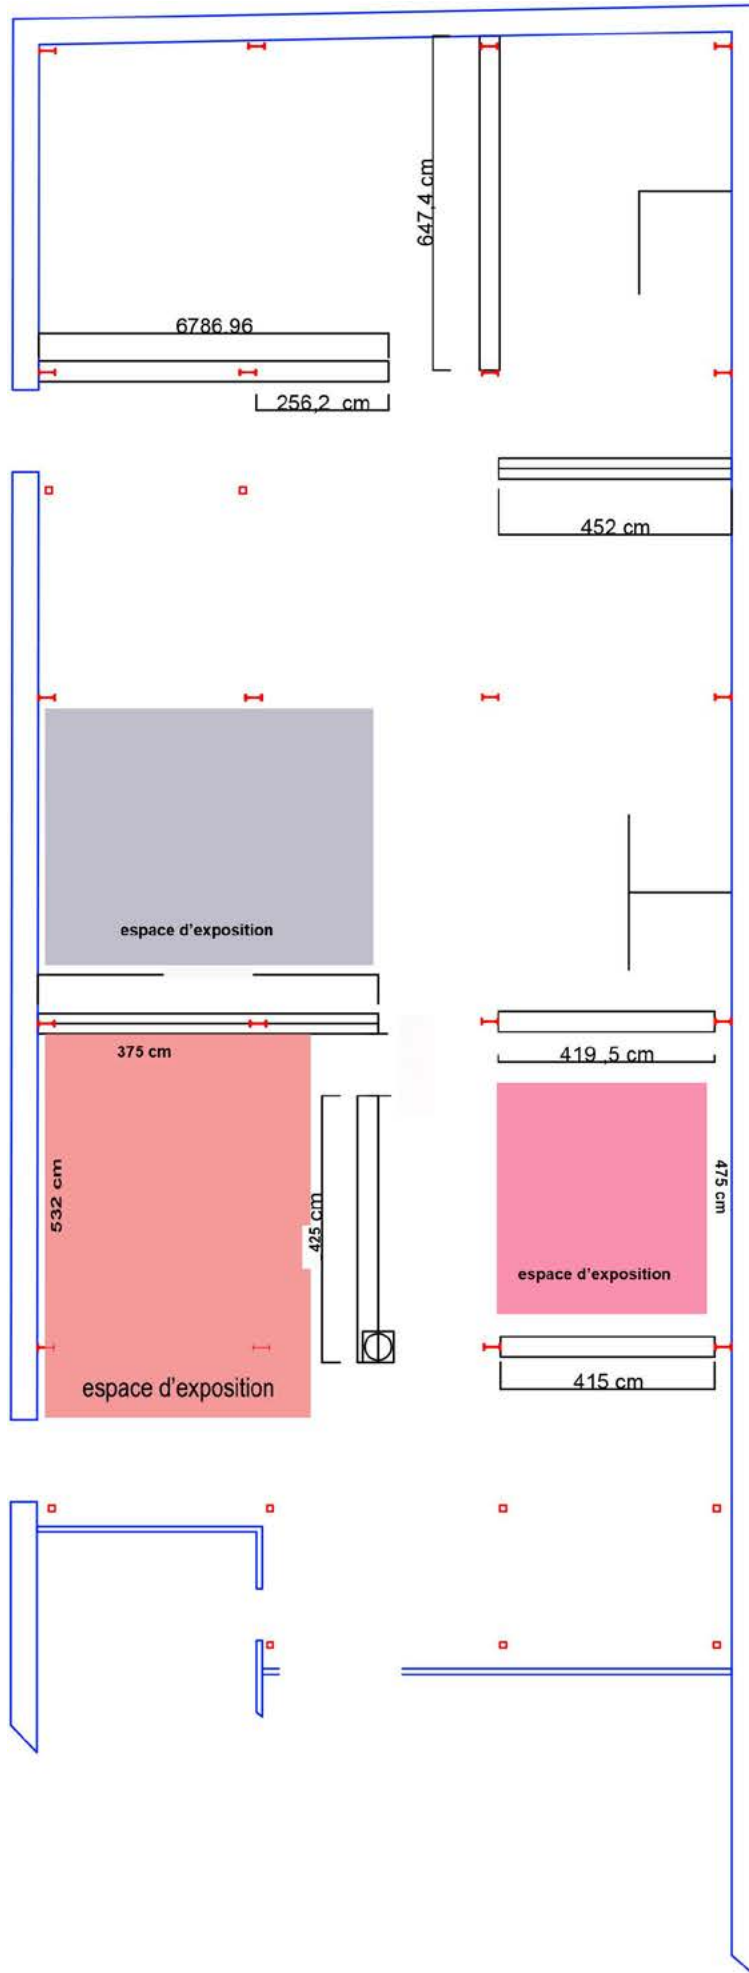 647,4 cm
6786.96
256,2 cm
452 cm
espace d'exposition
375 cm
419 ,5 cm
532 cm
425 cm
475 cm
espace d'exposition
415 cm
espace d'exposition